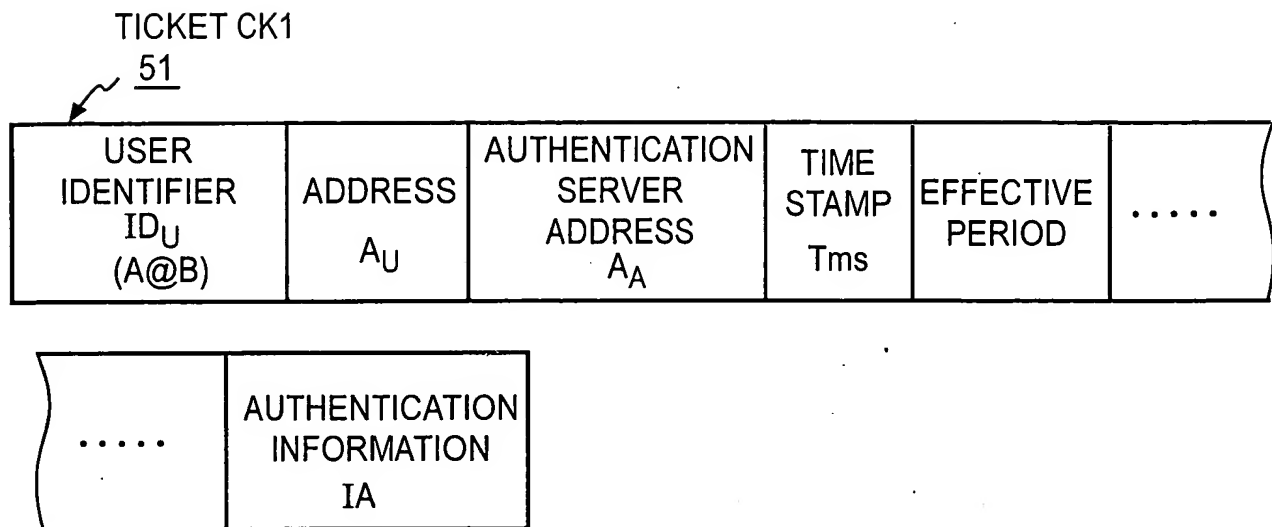 TICKET CK1
51
USER
IDENTIFIER
IDU
(A@B)
ADDRESS
AU
AUTHENTICATION
SERVER
ADDRESS
AA
TIME
STAMP
Tms
EFFECTIVE
PERIOD
.....
.....
AUTHENTICATION
INFORMATION
IA